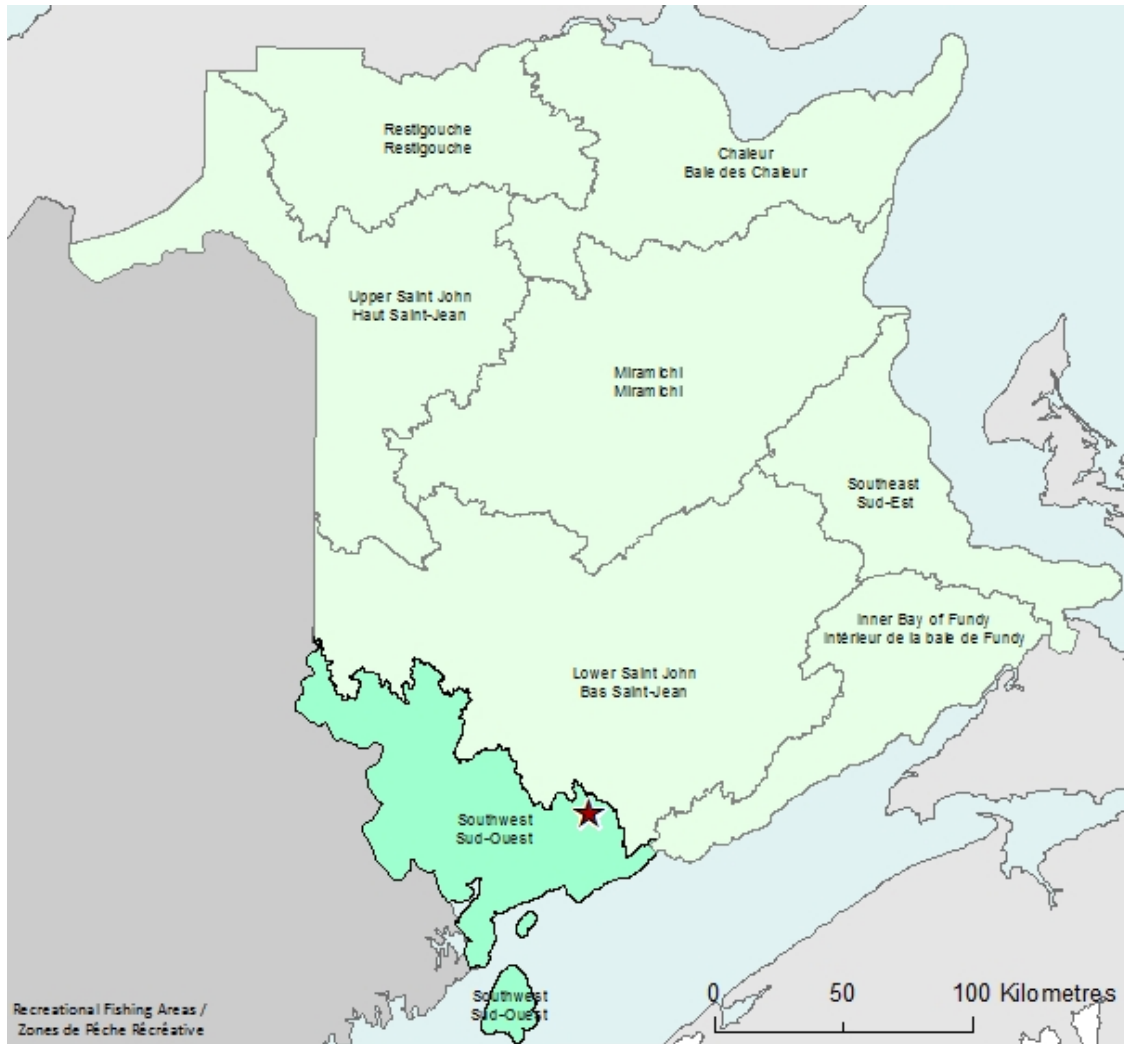 Restigouche
Restigouche
Chaleur
Baie des Chaleur
Upper Saint John
Haut Saint-Jean
Miramichi
Miramichi
Southeast
Sud-Est
Inner Bay of Fundy
Intérieur de la baie de Fundy
Lower Saint John
Bas Saint-Jean
Southwest
Sud-Ouest
Southwest
Sud-Ouest
0 50 100 Kilometres
Recreational Fishing Areas /
Zones de Pêche Récréative